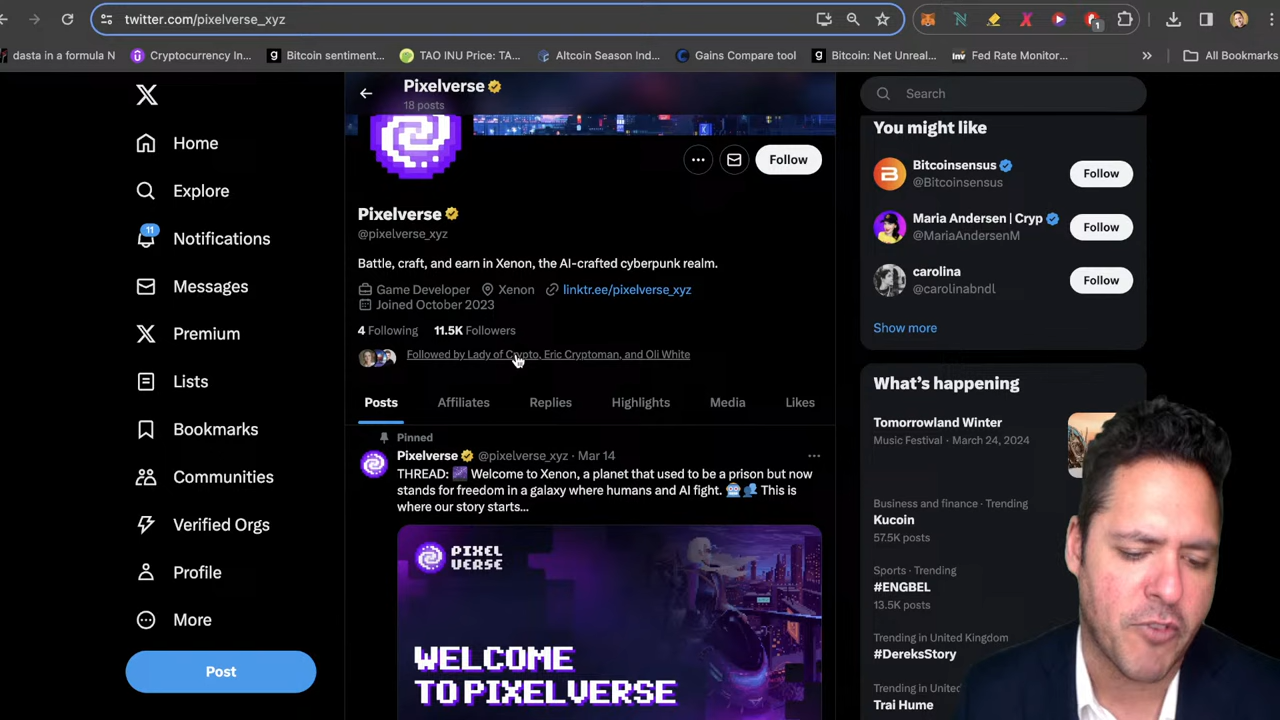 twitter.com/pixelverse_xyz
dasta in a formula N
Cryptocurrency In...
Bitcoin sentiment...
TAO INU Price: TA...
Altcoin Season Ind...
Gains Compare tool
Bitcoin: Net Unreal...
Fed Rate Monitor...
All Bookmarks
Home
Explore
11
Notifications
Messages
Premium
Lists
Bookmarks
Communities
Verified Orgs
Profile
More
Post
Pixelverse
18 posts
Follow
Pixelverse
@pixelverse_xyz
Battle, craft, and earn in Xenon, the AI-crafted cyberpunk realm.
Game Developer Xenon linktr.ee/pixelverse_xyz
Joined October 2023
4 Following 11.5K Followers
Followed by Lady of Crypto, Eric Cryptoman, and Oli White
Posts Affiliates Replies Highlights Media Likes
Pinned
Pixelverse @pixelverse_xyz · Mar 14
THREAD: Welcome to Xenon, a planet that used to be a prison but now
stands for freedom in a galaxy where humans and AI fight. This is
where our story starts...
PIXEL
VERSE
WELCOME
TO PIXELVERSE
Search
You might like
Bitcoinsensus
@Bitcoinsensus
Follow
Maria Andersen | Cryp
@MariaAndersenM
Follow
carolina
@carolinabndl
Follow
Show more
What's happening
Tomorrowland Winter
Music Festival · March 24, 2024
Business and finance · Trending
Kucoin
57.5K posts
Sports · Trending
#ENGBEL
13.5K posts
Trending in United Kingdom
#DereksStory
Trending in United
Trai Hume